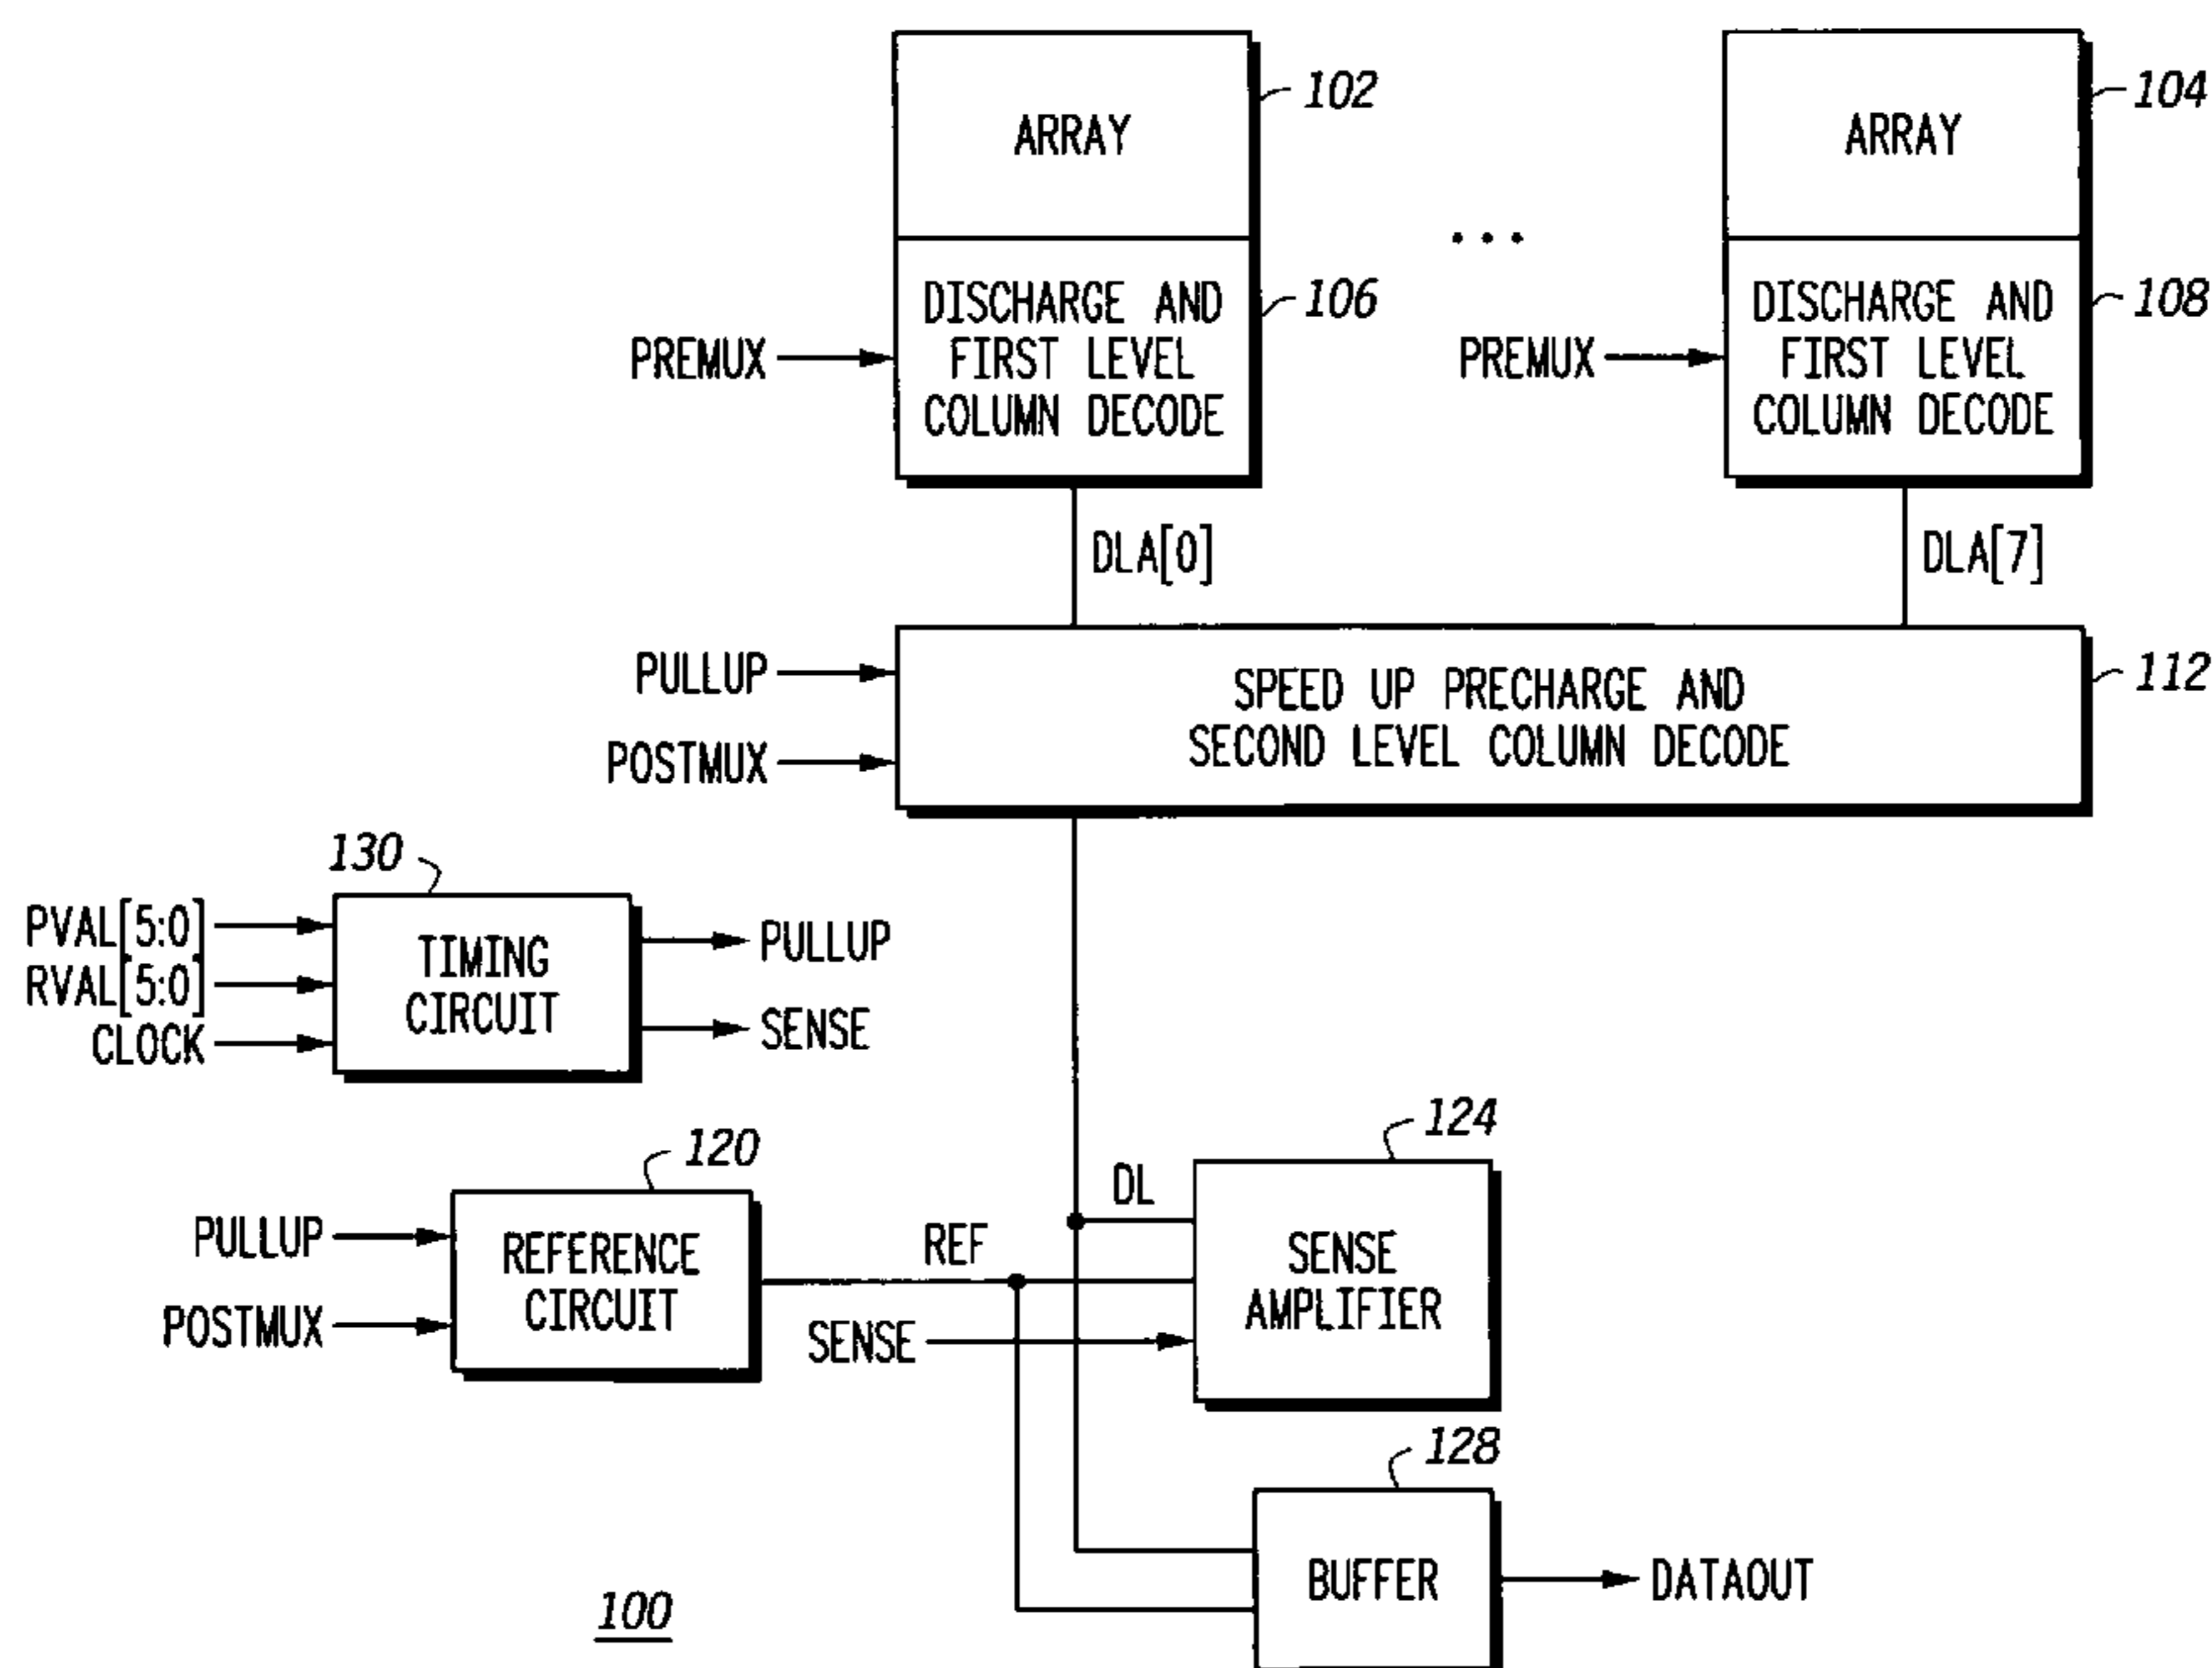 102
104
ARRAY
ARRAY
106
108
DISCHARGE AND
FIRST LEVEL
COLUMN DECODE
PREMUX
PREMUX
DISCHARGE AND
FIRST LEVEL
COLUMN DECODE
DLA[0]
DLA[7]
PULLUP
POSTMUX
SPEED UP PRECHARGE AND
SECOND LEVEL COLUMN DECODE
112
130
PVAL[5:0]
RVAL[5:0]
CLOCK
TIMING
CIRCUIT
PULLUP
SENSE
120
PULLUP
POSTMUX
REFERENCE
CIRCUIT
REF
DL
SENSE
124
SENSE
AMPLIFIER
128
BUFFER
DATAOUT
100